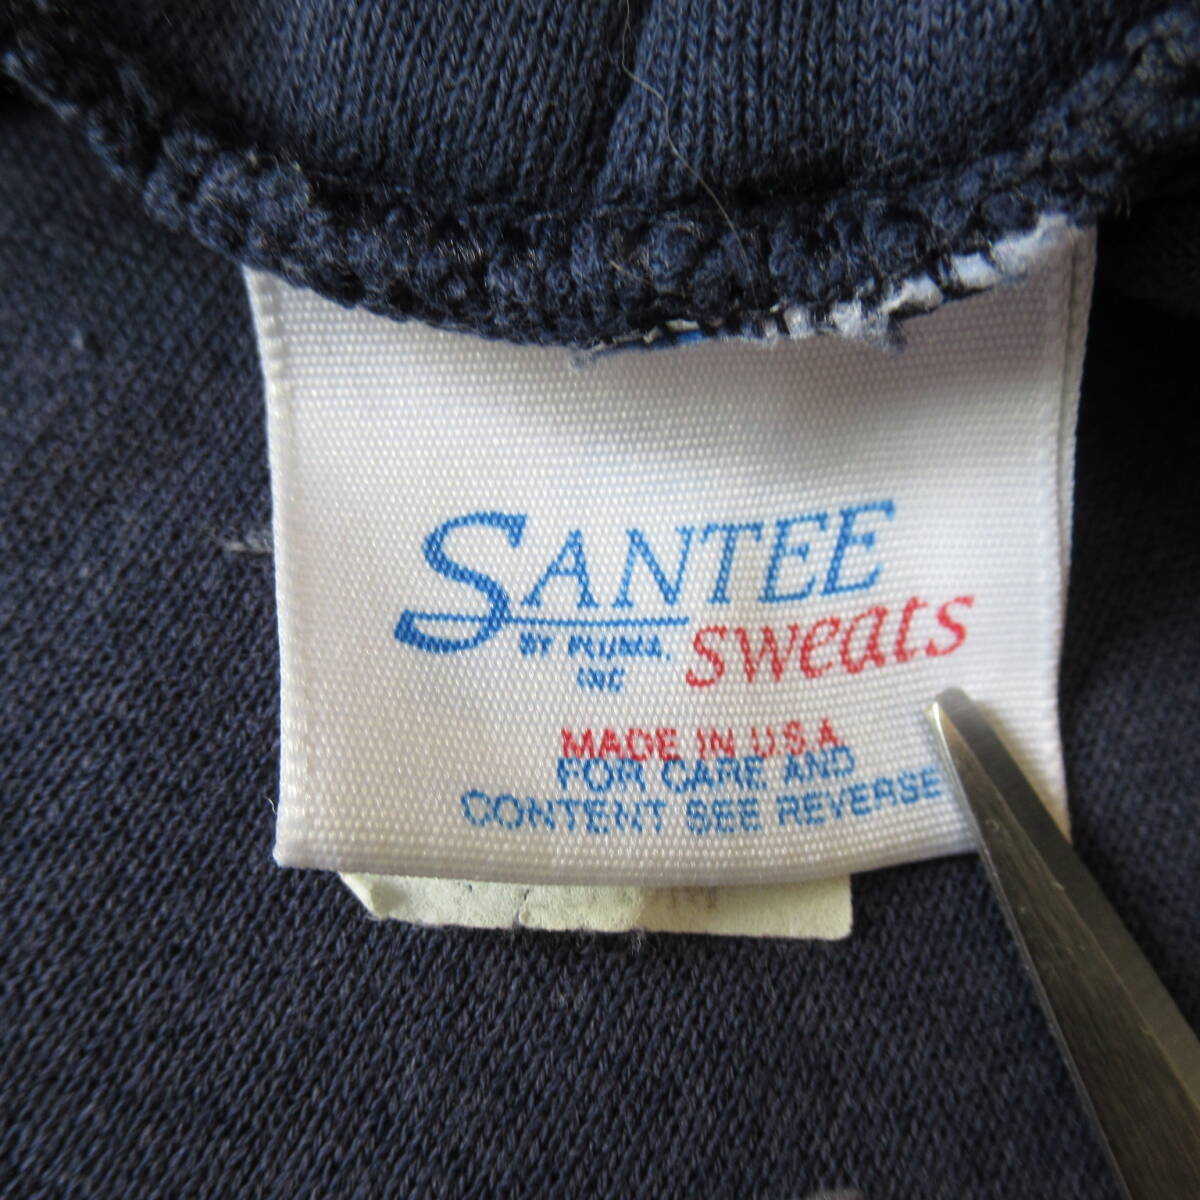 SANTEE
sweats
BY PLUMA,
INC
MADE IN U.S.A.
FOR CARE AND
CONTENT SEE REVERSE